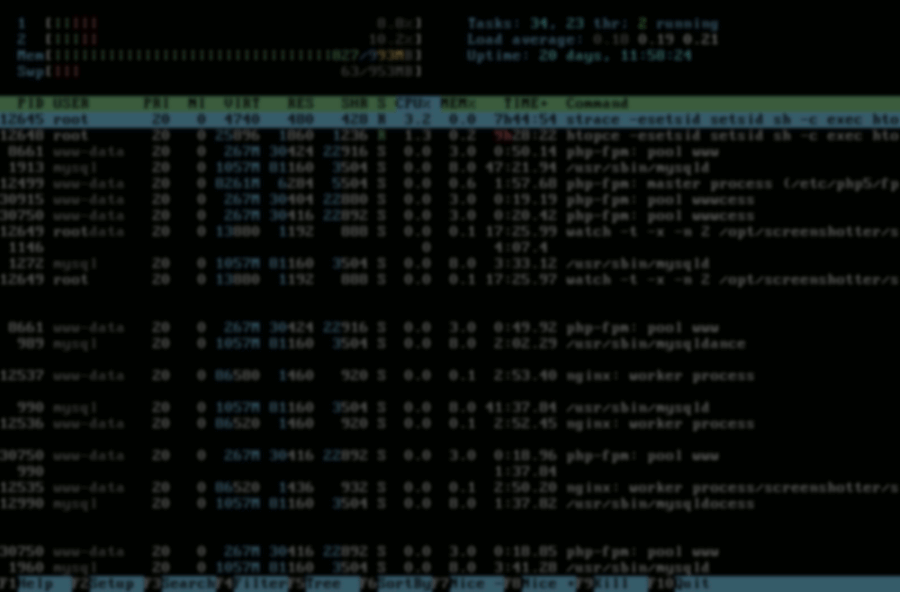 1 [||||| 8.8%] Tasks: 34, 23 thr; 2 running
2 [||||| 10.2%] Load average: 0.18 0.19 0.21
Mem[||||||||||||||||||||||||||||||||827/993MB] Uptime: 20 days, 11:58:24
Swp[||| 63/953MB]
PID USER PRI NI VIRT RES SHR S CPU% MEM% TIME+ Command
12645 root 20 0 4740 480 428 R 3.2 0.0 7h44:54 strace -esetsid setsid sh -c exec hto
12648 root 20 0 25896 1860 1236 R 1.3 0.2 9h28:22 htopce -esetsid setsid sh -c exec hto
8661 www-data 20 0 267M 30424 22916 S 0.0 3.0 0:50.14 php-fpm: pool www
1913 mysql 20 0 1057M 81160 3504 S 0.0 8.0 47:21.94 /usr/sbin/mysqld
12499 www-data 20 0 8261M 6284 5504 S 0.0 0.6 1:57.68 php-fpm: master process (/etc/php5/fp
30915 www-data 20 0 267M 30404 22880 S 0.0 3.0 0:19.19 php-fpm: pool wwwcess
30750 www-data 20 0 267M 30416 22892 S 0.0 3.0 0:20.42 php-fpm: pool wwwcess
12649 rootdata 20 0 13880 1192 888 S 0.0 0.1 17:25.99 watch -t -x -n 2 /opt/screenshotter/s
1146 0 4:07.4
1272 mysql 20 0 1057M 81160 3504 S 0.0 8.0 3:33.12 /usr/sbin/mysqld
12649 root 20 0 13880 1192 888 S 0.0 0.1 17:25.97 watch -t -x -n 2 /opt/screenshotter/s
8661 www-data 20 0 267M 30424 22916 S 0.0 3.0 0:49.92 php-fpm: pool www
989 mysql 20 0 1057M 81160 3504 S 0.0 8.0 2:02.29 /usr/sbin/mysqldance
12537 www-data 20 0 86580 1460 920 S 0.0 0.1 2:53.40 nginx: worker process
990 mysql 20 0 1057M 81160 3504 S 0.0 8.0 41:37.84 /usr/sbin/mysqld
12536 www-data 20 0 86520 1460 920 S 0.0 0.1 2:52.45 nginx: worker process
30750 www-data 20 0 267M 30416 22892 S 0.0 3.0 0:18.96 php-fpm: pool www
990 1:37.84
12535 www-data 20 0 86520 1436 932 S 0.0 0.1 2:50.20 nginx: worker process/screenshotter/s
12990 mysql 20 0 1057M 81160 3504 S 0.0 8.0 1:37.82 /usr/sbin/mysqldocess
30750 www-data 20 0 267M 30416 22892 S 0.0 3.0 0:18.85 php-fpm: pool www
1960 mysql 20 0 1057M 81160 3504 S 0.0 8.0 3:41.28 /usr/sbin/mysqld
F1Help F2Setup F3SearchF4FilterF5Tree F6SortByF7Nice -F8Nice +F9Kill F10Quit